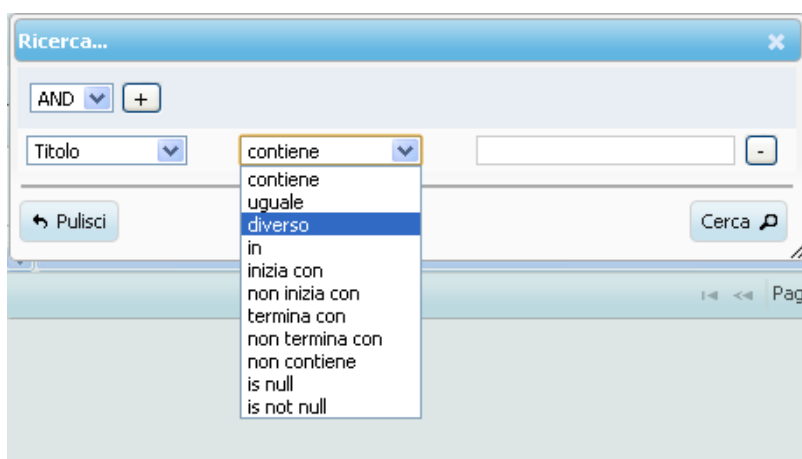 Ricerca...
AND +
Titolo contiene -
contiene
uguale
diverso
in
inizia con
non inizia con
termina con
non termina con
non contiene
is null
is not null
Pulisci Cerca
Pag